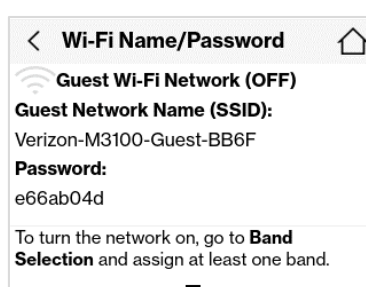 Wi-Fi Name/Password
Guest Wi-Fi Network (OFF)
Guest Network Name (SSID):
Verizon-M3100-Guest-BB6F
Password:
e66ab04d
To turn the network on, go to Band
Selection and assign at least one band.